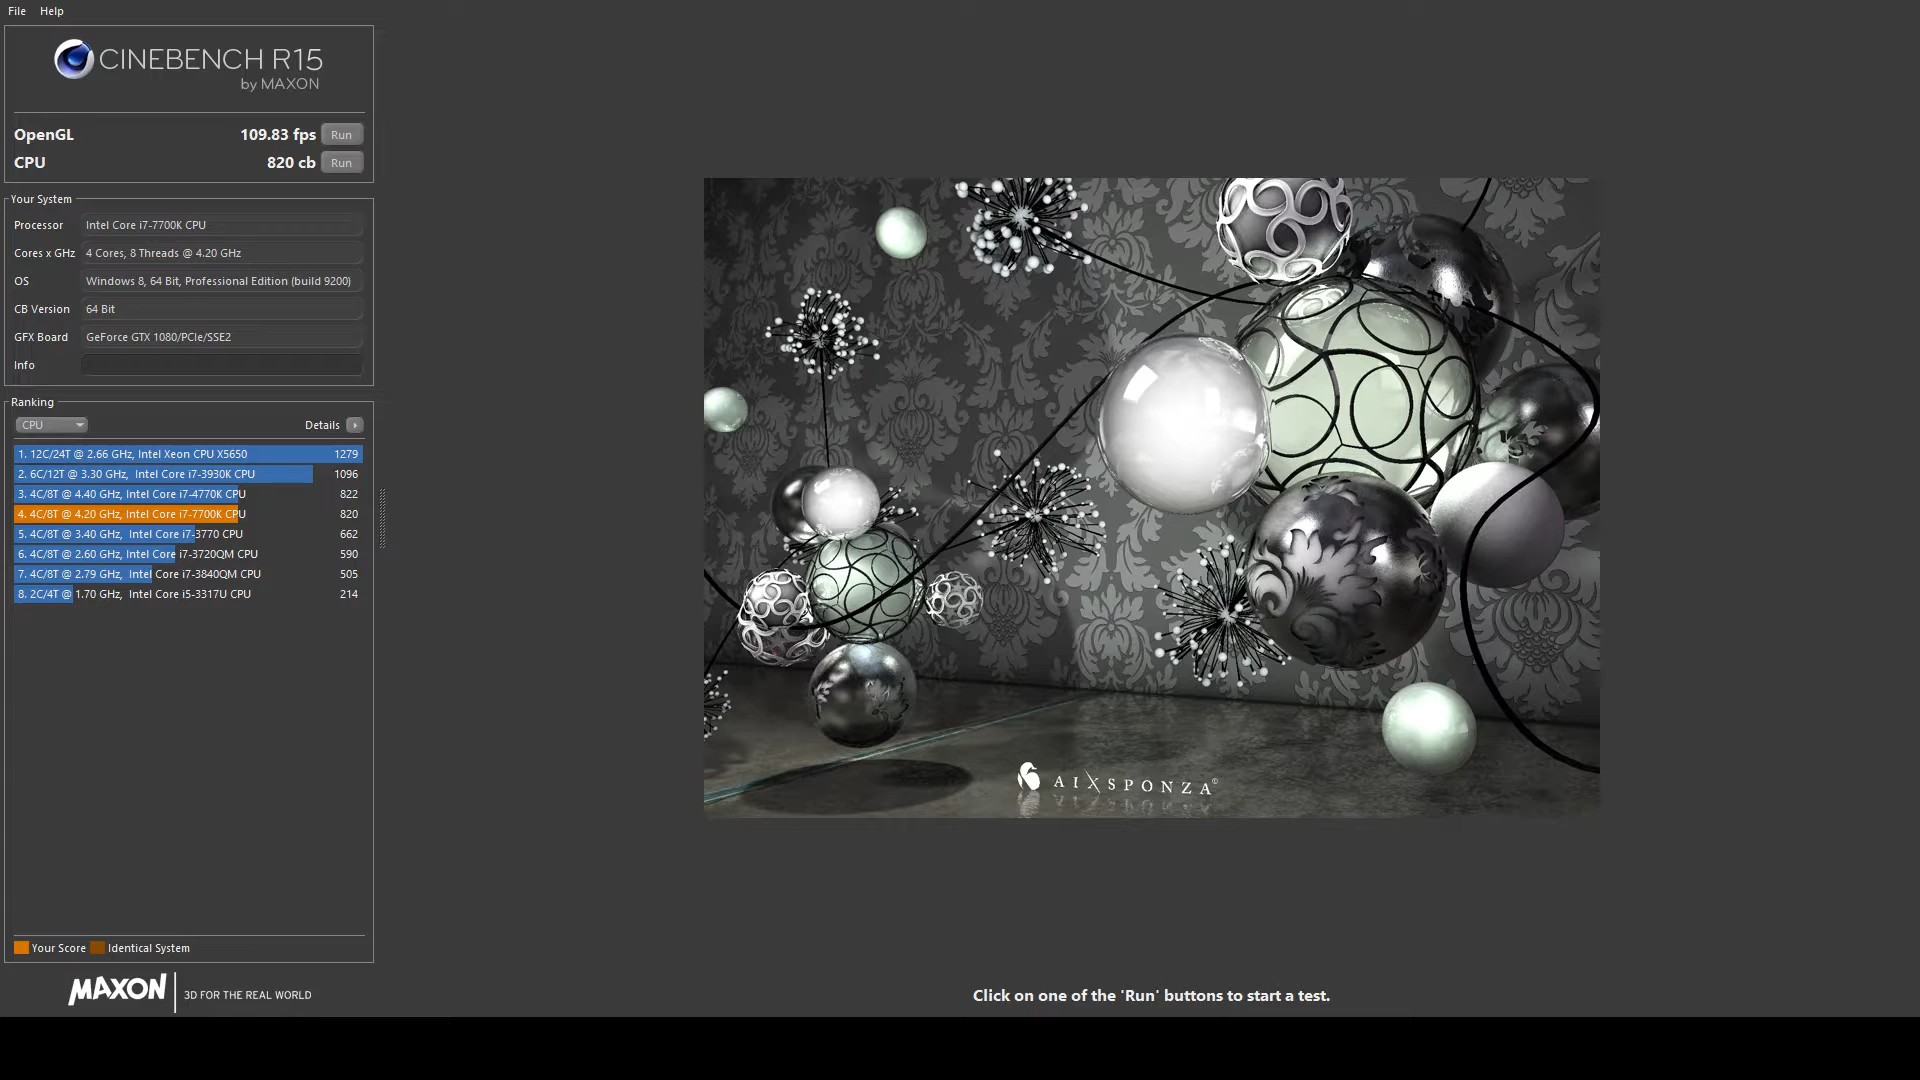 File Help
CINEBENCH R15
by MAXON
OpenGL 109.83 fps Run
CPU 820 cb Run
Your System
Processor Intel Core i7-7700K CPU
Cores x GHz 4 Cores, 8 Threads @ 4.20 GHz
OS Windows 8, 64 Bit, Professional Edition (build 9200)
CB Version 64 Bit
GFX Board GeForce GTX 1080/PCIe/SSE2
Info
Ranking
CPU Details
1. 12C/24T @ 2.66 GHz, Intel Xeon CPU X5650 1279
2. 6C/12T @ 3.30 GHz, Intel Core i7-3930K CPU 1096
3. 4C/8T @ 4.40 GHz, Intel Core i7-4770K CPU 822
4. 4C/8T @ 4.20 GHz, Intel Core i7-7700K CPU 820
5. 4C/8T @ 3.40 GHz, Intel Core i7-3770 CPU 662
6. 4C/8T @ 2.60 GHz, Intel Core i7-3720QM CPU 590
7. 4C/8T @ 2.79 GHz, Intel Core i7-3840QM CPU 505
8. 2C/4T @ 1.70 GHz, Intel Core i5-3317U CPU 214
Your Score Identical System
MAXON 3D FOR THE REAL WORLD
AIXSPONZA©
Click on one of the 'Run' buttons to start a test.